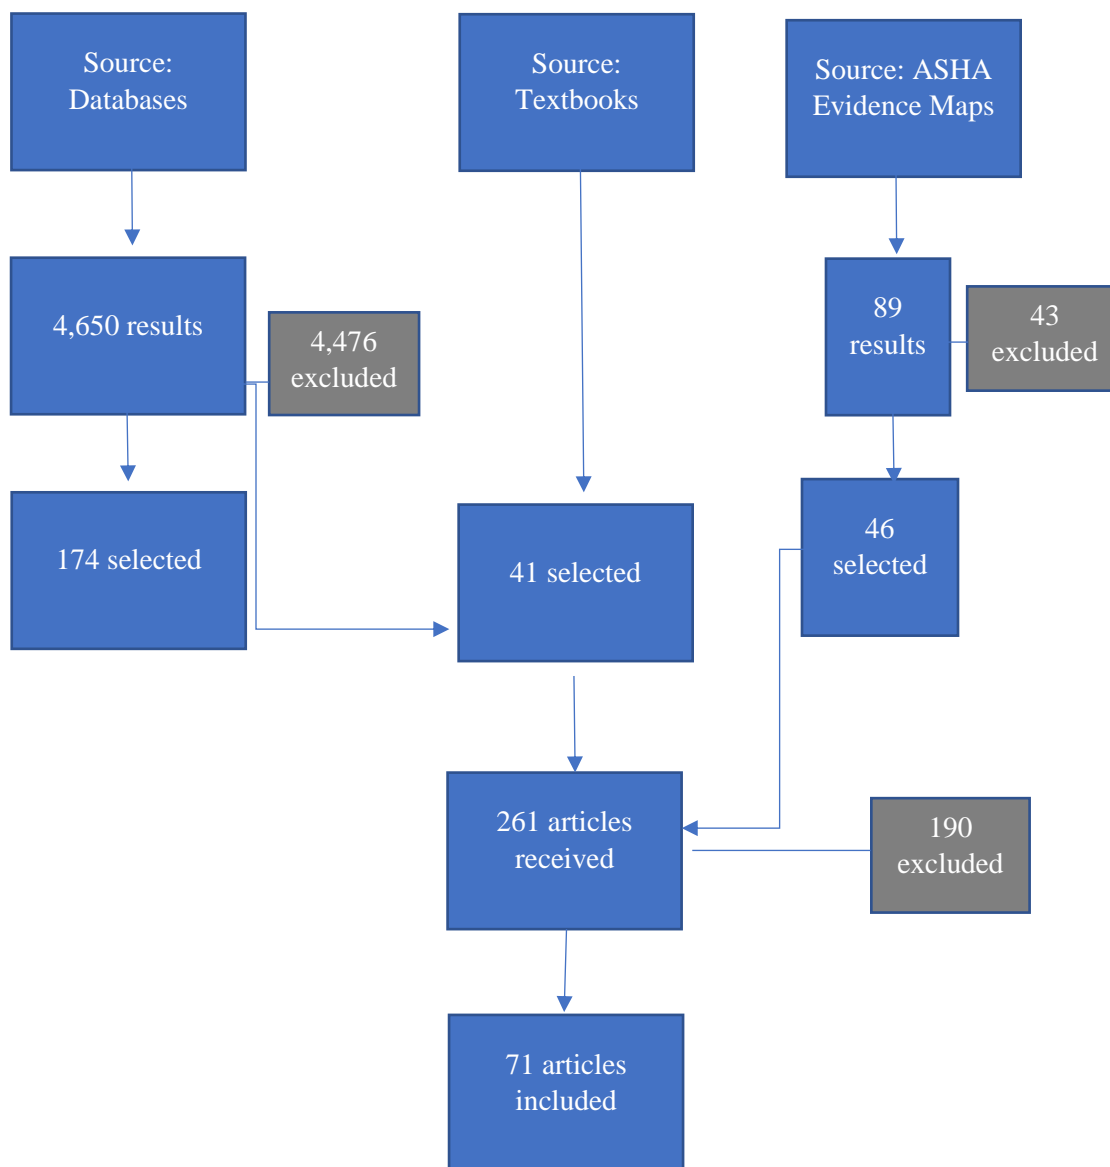 Source:
Databases
Source:
Textbooks
Source: ASHA
Evidence Maps
4,650 results
4,476
excluded
89
results
43
excluded
174 selected
41 selected
46
selected
261 articles
received
190
excluded
71 articles
included